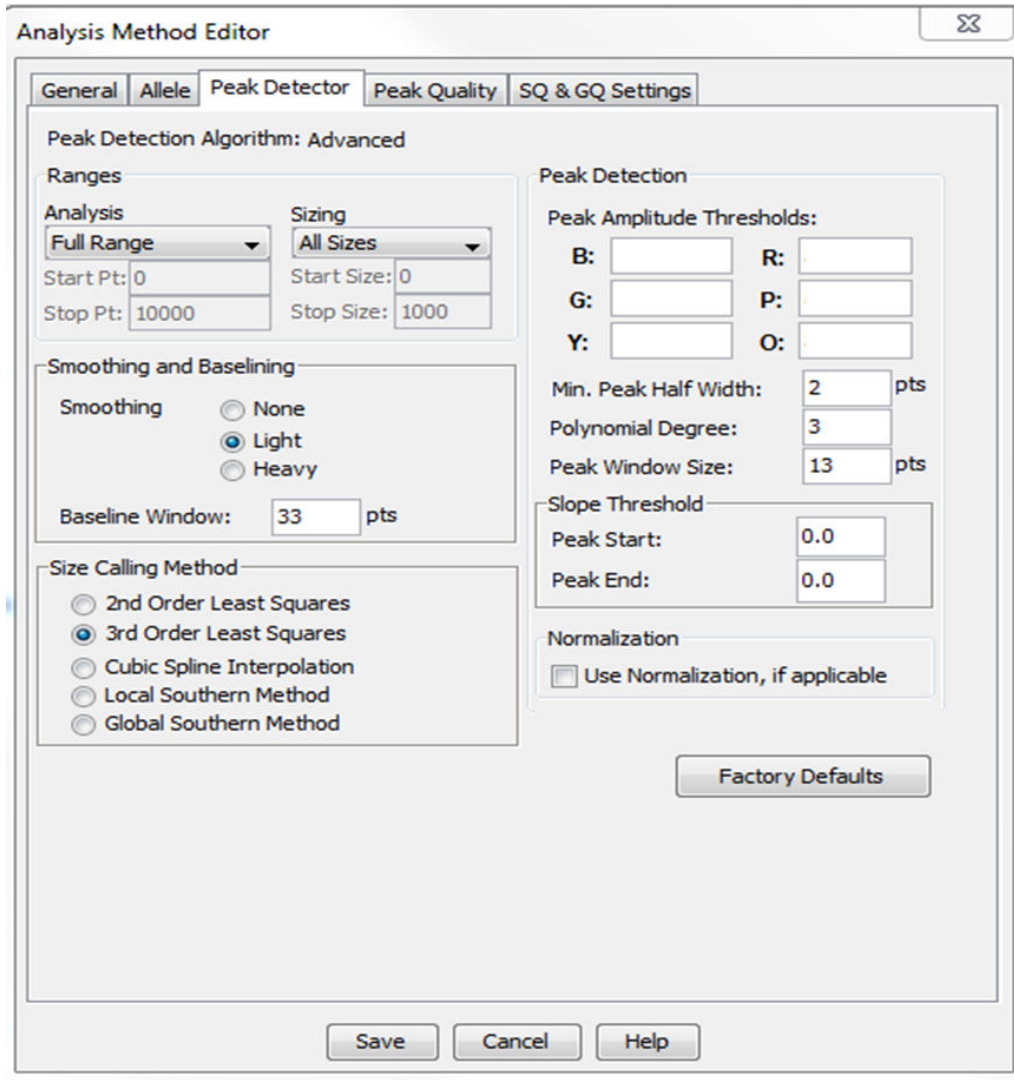 Analysis Method Editor
General Allele Peak Detector Peak Quality SQ & GQ Settings
Peak Detection Algorithm: Advanced
Ranges
Analysis Sizing
Full Range All Sizes
Start Pt: 0 Start Size: 0
Stop Pt: 10000 Stop Size: 1000
Smoothing and Baselining
Smoothing None
Light
Heavy
Baseline Window: 33 pts
Size Calling Method
2nd Order Least Squares
3rd Order Least Squares
Cubic Spline Interpolation
Local Southern Method
Global Southern Method
Peak Detection
Peak Amplitude Thresholds:
B: R:
G: P:
Y: O:
Min. Peak Half Width: 2 pts
Polynomial Degree: 3
Peak Window Size: 13 pts
Slope Threshold
Peak Start: 0.0
Peak End: 0.0
Normalization
Use Normalization, if applicable
Factory Defaults
Save Cancel Help